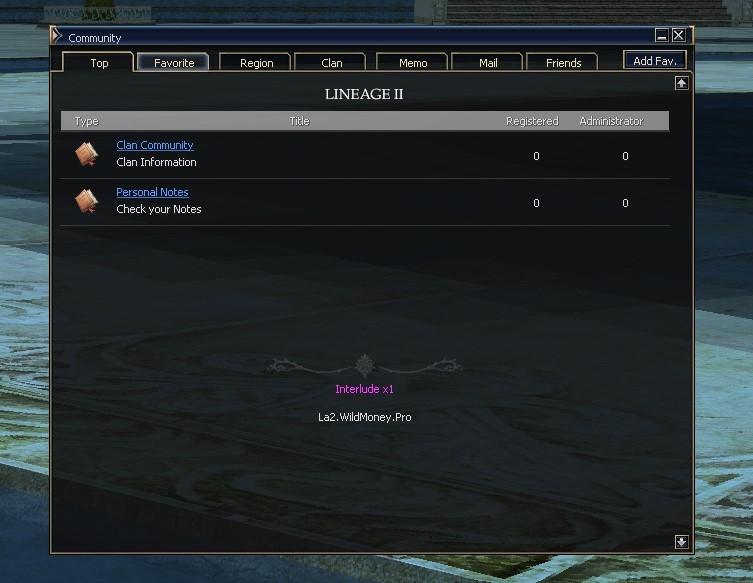 Community
Top Favorite Region Clan Memo Mail Friends Add Fav.
LINEAGE II
Type Title Registered Administrator
Clan Community
Clan Information 0 0
Personal Notes
Check your Notes 0 0
Interlude x1
La2.WildMoney.Pro